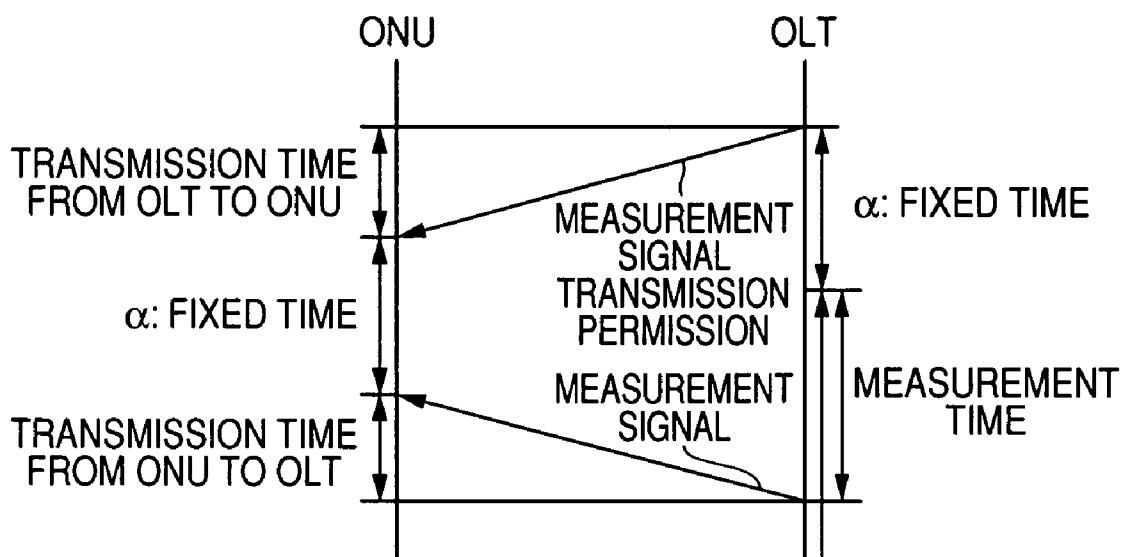 ONU
OLT
TRANSMISSION TIME
FROM OLT TO ONU
MEASUREMENT
SIGNAL
TRANSMISSION
PERMISSION
α: FIXED TIME
α: FIXED TIME
MEASUREMENT
SIGNAL
MEASUREMENT
TIME
TRANSMISSION TIME
FROM ONU TO OLT